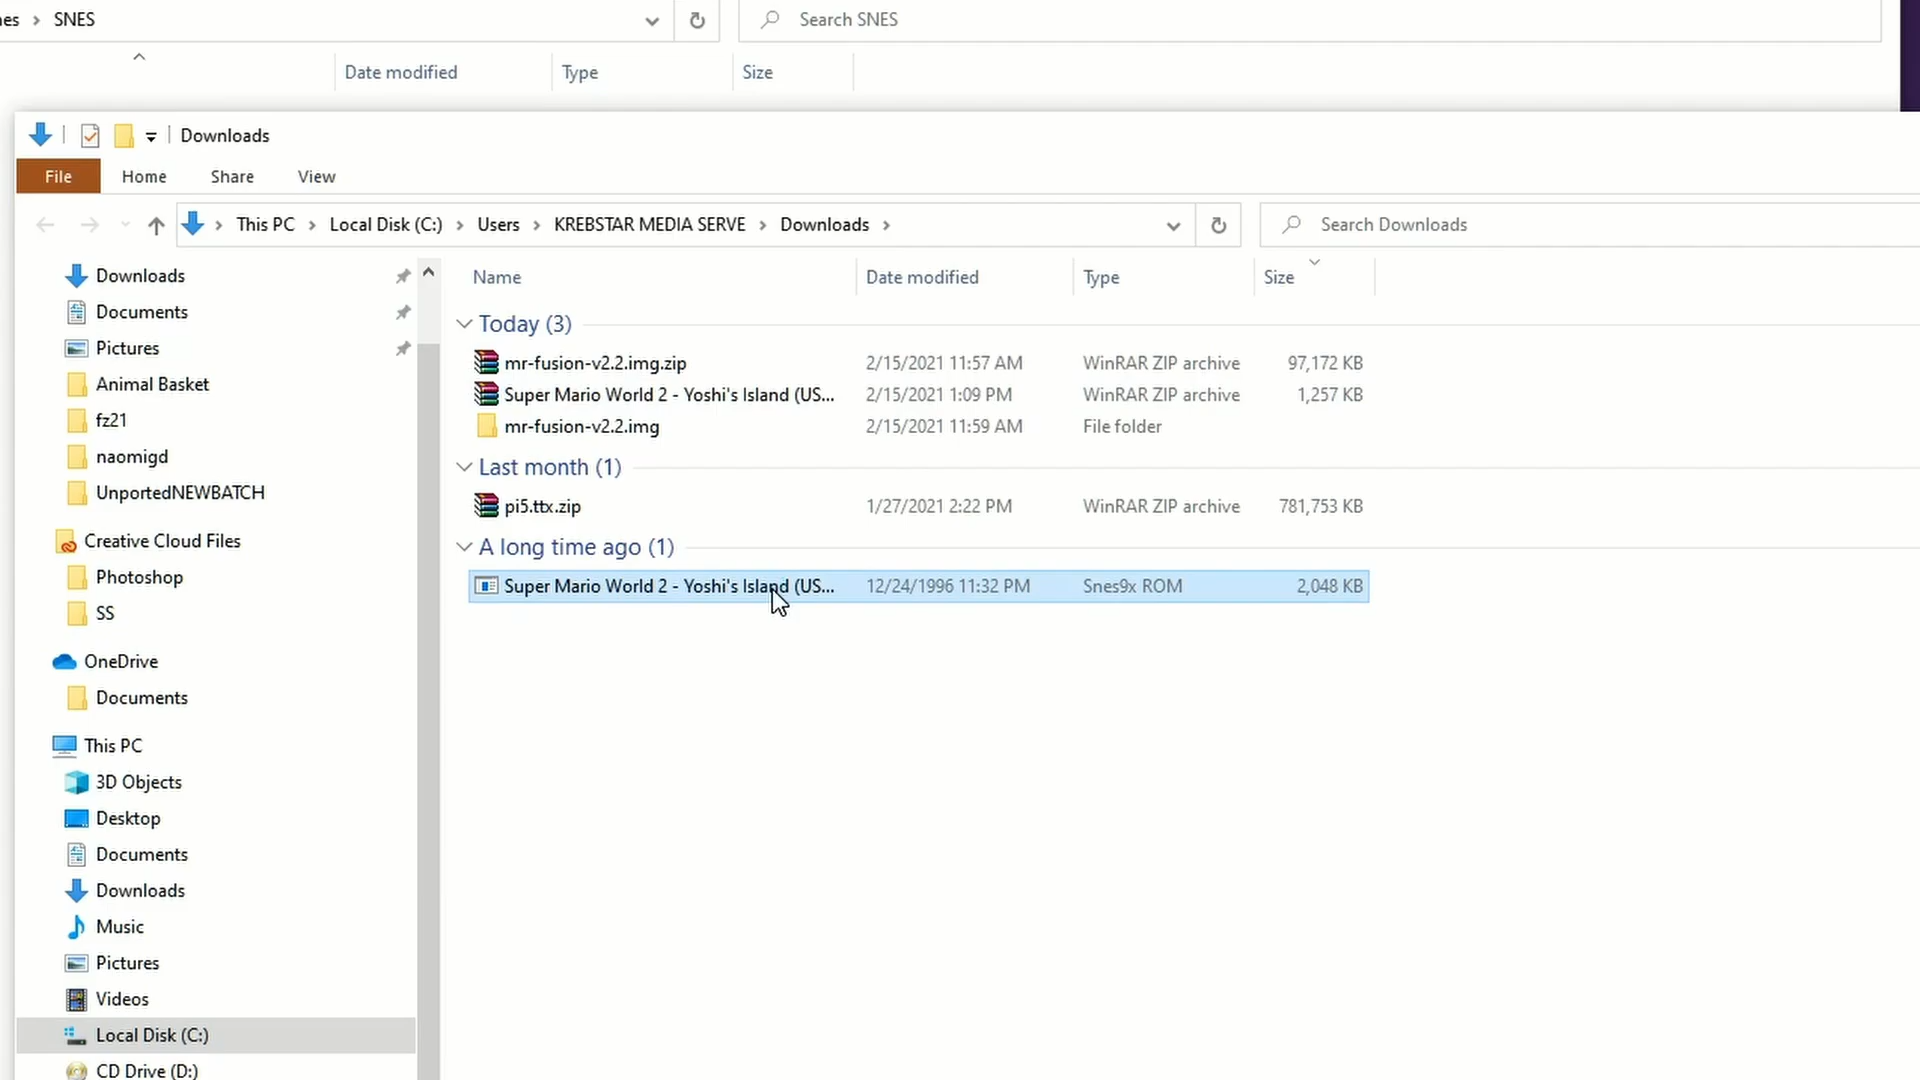 nes > SNES
Search SNES
Date modified Type Size
Downloads
File Home Share View
This PC > Local Disk (C:) > Users > KREBSTAR MEDIA SERVE > Downloads >
Search Downloads
Downloads
Documents
Pictures
Animal Basket
fz21
naomigd
UnportedNEWBATCH
Creative Cloud Files
Photoshop
SS
OneDrive
Documents
This PC
3D Objects
Desktop
Documents
Downloads
Music
Pictures
Videos
Local Disk (C:)
CD Drive (D:)
Name Date modified Type Size
Today (3)
mr-fusion-v2.2.img.zip 2/15/2021 11:57 AM WinRAR ZIP archive 97,172 KB
Super Mario World 2 - Yoshi's Island (US... 2/15/2021 1:09 PM WinRAR ZIP archive 1,257 KB
mr-fusion-v2.2.img 2/15/2021 11:59 AM File folder
Last month (1)
pi5.ttx.zip 1/27/2021 2:22 PM WinRAR ZIP archive 781,753 KB
A long time ago (1)
Super Mario World 2 - Yoshi's Island (US... 12/24/1996 11:32 PM Snes9x ROM 2,048 KB